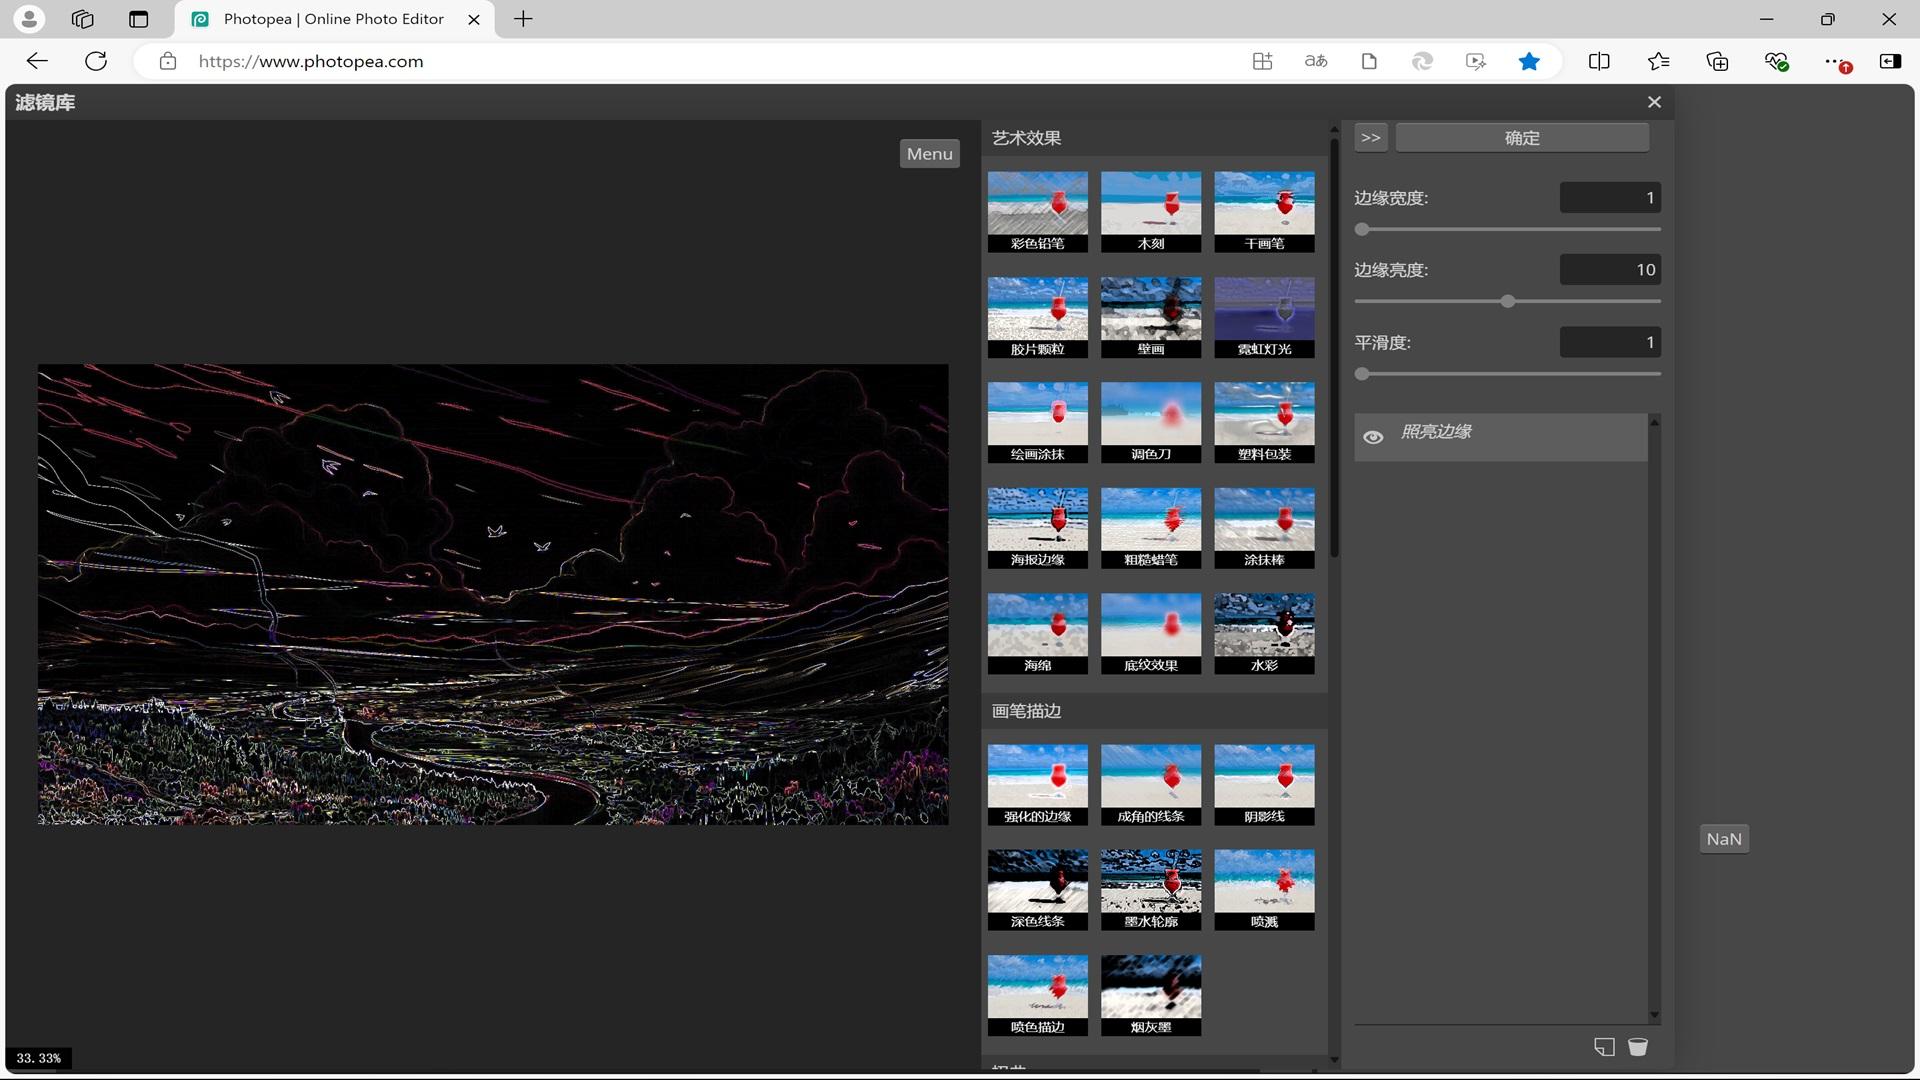 Photopea | Online Photo Editor
https://www.photopea.com
滤镜库
Menu
艺术效果
彩色铅笔
木刻
干画笔
胶片颗粒
壁画
霓虹灯光
绘画涂抹
调色刀
塑料包装
海报边缘
粗糙蜡笔
涂抹棒
海绵
底纹效果
水彩
画笔描边
强化的边缘
成角的线条
阴影线
深色线条
墨水轮廓
喷溅
喷色描边
烟灰墨
>>
确定
边缘宽度:
1
边缘亮度:
10
平滑度:
1
照亮边缘
NaN
33.33%